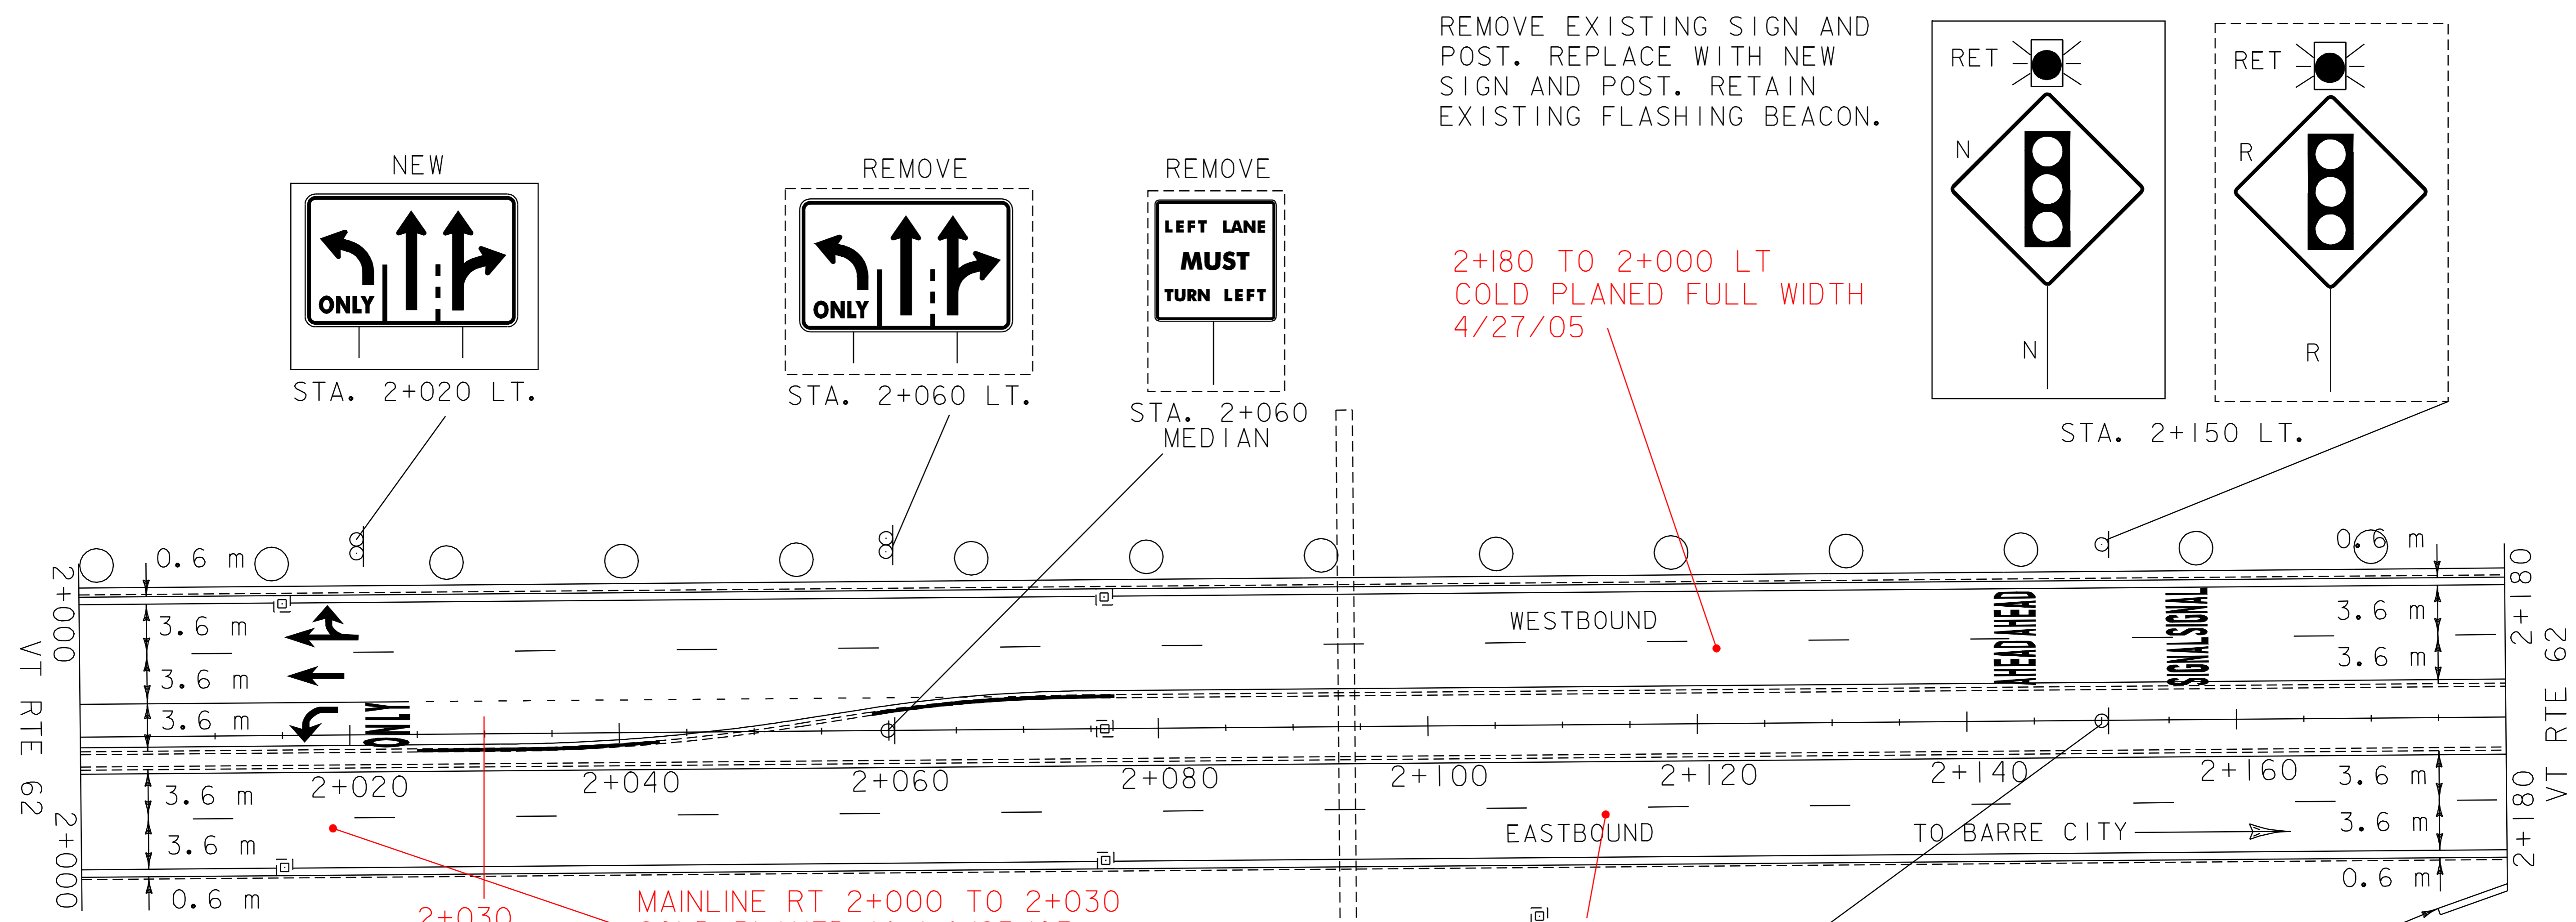 REMOVE EXISTING SIGN AND
POST. REPLACE WITH NEW
SIGN AND POST. RETAIN
EXISTING FLASHING BEACON.
RET
N
N
RET
R
R
STA. 2+150 LT.
NEW
ONLY
STA. 2+020 LT.
REMOVE
ONLY
STA. 2+060 LT.
REMOVE
LEFT LANE
MUST
TURN LEFT
STA. 2+060
MEDIAN
2+180 TO 2+000 LT
COLD PLANED FULL WIDTH
4/27/05
2+000
VT RTE 62
2+000
0.6 m
3.6 m
3.6 m
3.6 m
3.6 m
3.6 m
0.6 m
ONLY
WESTBOUND
AHEAD AHEAD
SIGNAL SIGNAL
2+020
2+040
2+060
2+080
2+100
2+120
2+140
2+160
EASTBOUND
TO BARRE CITY
0.6 m
3.6 m
3.6 m
3.6 m
3.6 m
0.6 m
2+180
VT RTE 62
2+180
2+030
MAINLINE RT 2+000 TO 2+030